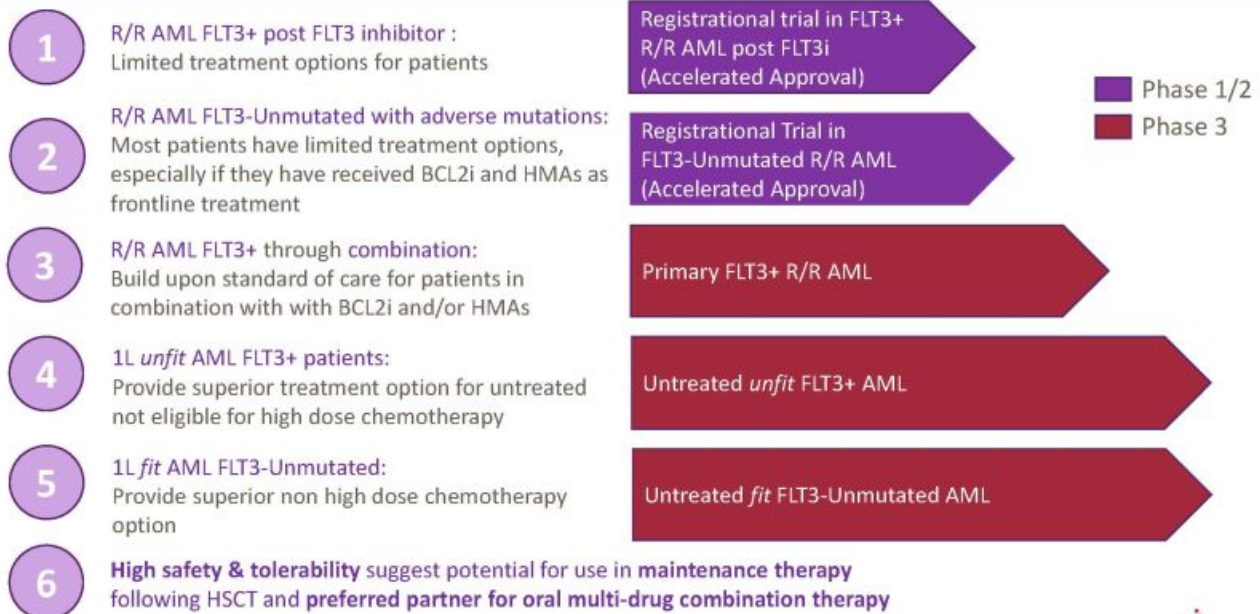 1
R/R AML FLT3+ post FLT3 inhibitor :
Limited treatment options for patients
Registrational trial in FLT3+
R/R AML post FLT3i
(Accelerated Approval)
Phase 1/2
Phase 3
2
R/R AML FLT3-Unmutated with adverse mutations:
Most patients have limited treatment options,
especially if they have received BCL2i and HMAs as
frontline treatment
Registrational Trial in
FLT3-Unmutated R/R AML
(Accelerated Approval)
3
R/R AML FLT3+ through combination:
Build upon standard of care for patients in
combination with with BCL2i and/or HMAs
Primary FLT3+ R/R AML
4
1L unfit AML FLT3+ patients:
Provide superior treatment option for untreated
not eligible for high dose chemotherapy
Untreated unfit FLT3+ AML
5
1L fit AML FLT3-Unmutated:
Provide superior non high dose chemotherapy
option
Untreated fit FLT3-Unmutated AML
6
High safety & tolerability suggest potential for use in maintenance therapy
following HSCT and preferred partner for oral multi-drug combination therapy